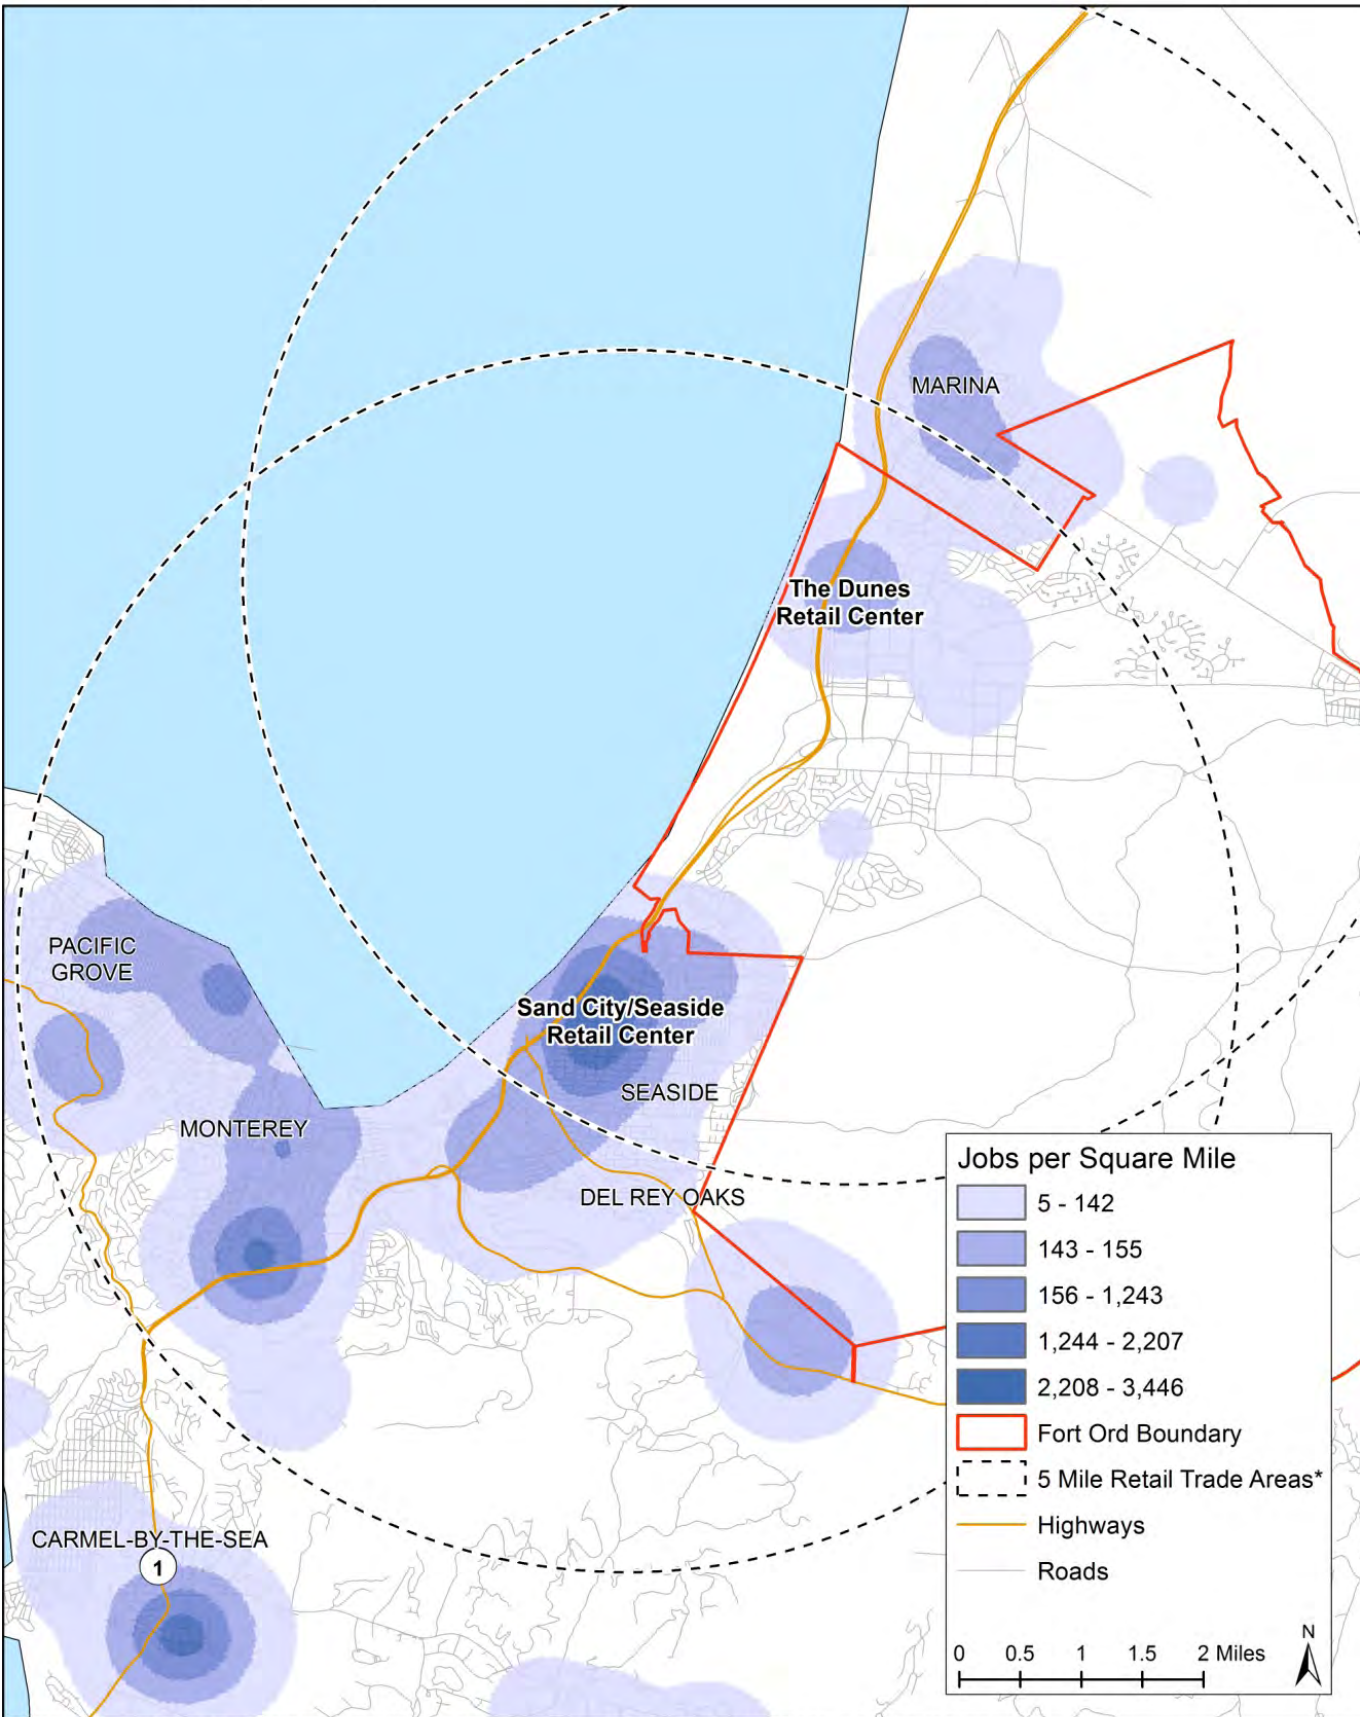 MARINA
The Dunes
Retail Center
PACIFIC
GROVE
Sand City/Seaside
Retail Center
SEASIDE
MONTEREY
DEL REY OAKS
CARMEL-BY-THE-SEA
1
Jobs per Square Mile
5 - 142
143 - 155
156 - 1,243
1,244 - 2,207
2,208 - 3,446
Fort Ord Boundary
5 Mile Retail Trade Areas*
Highways
Roads
N
0 0.5 1 1.5 2 Miles